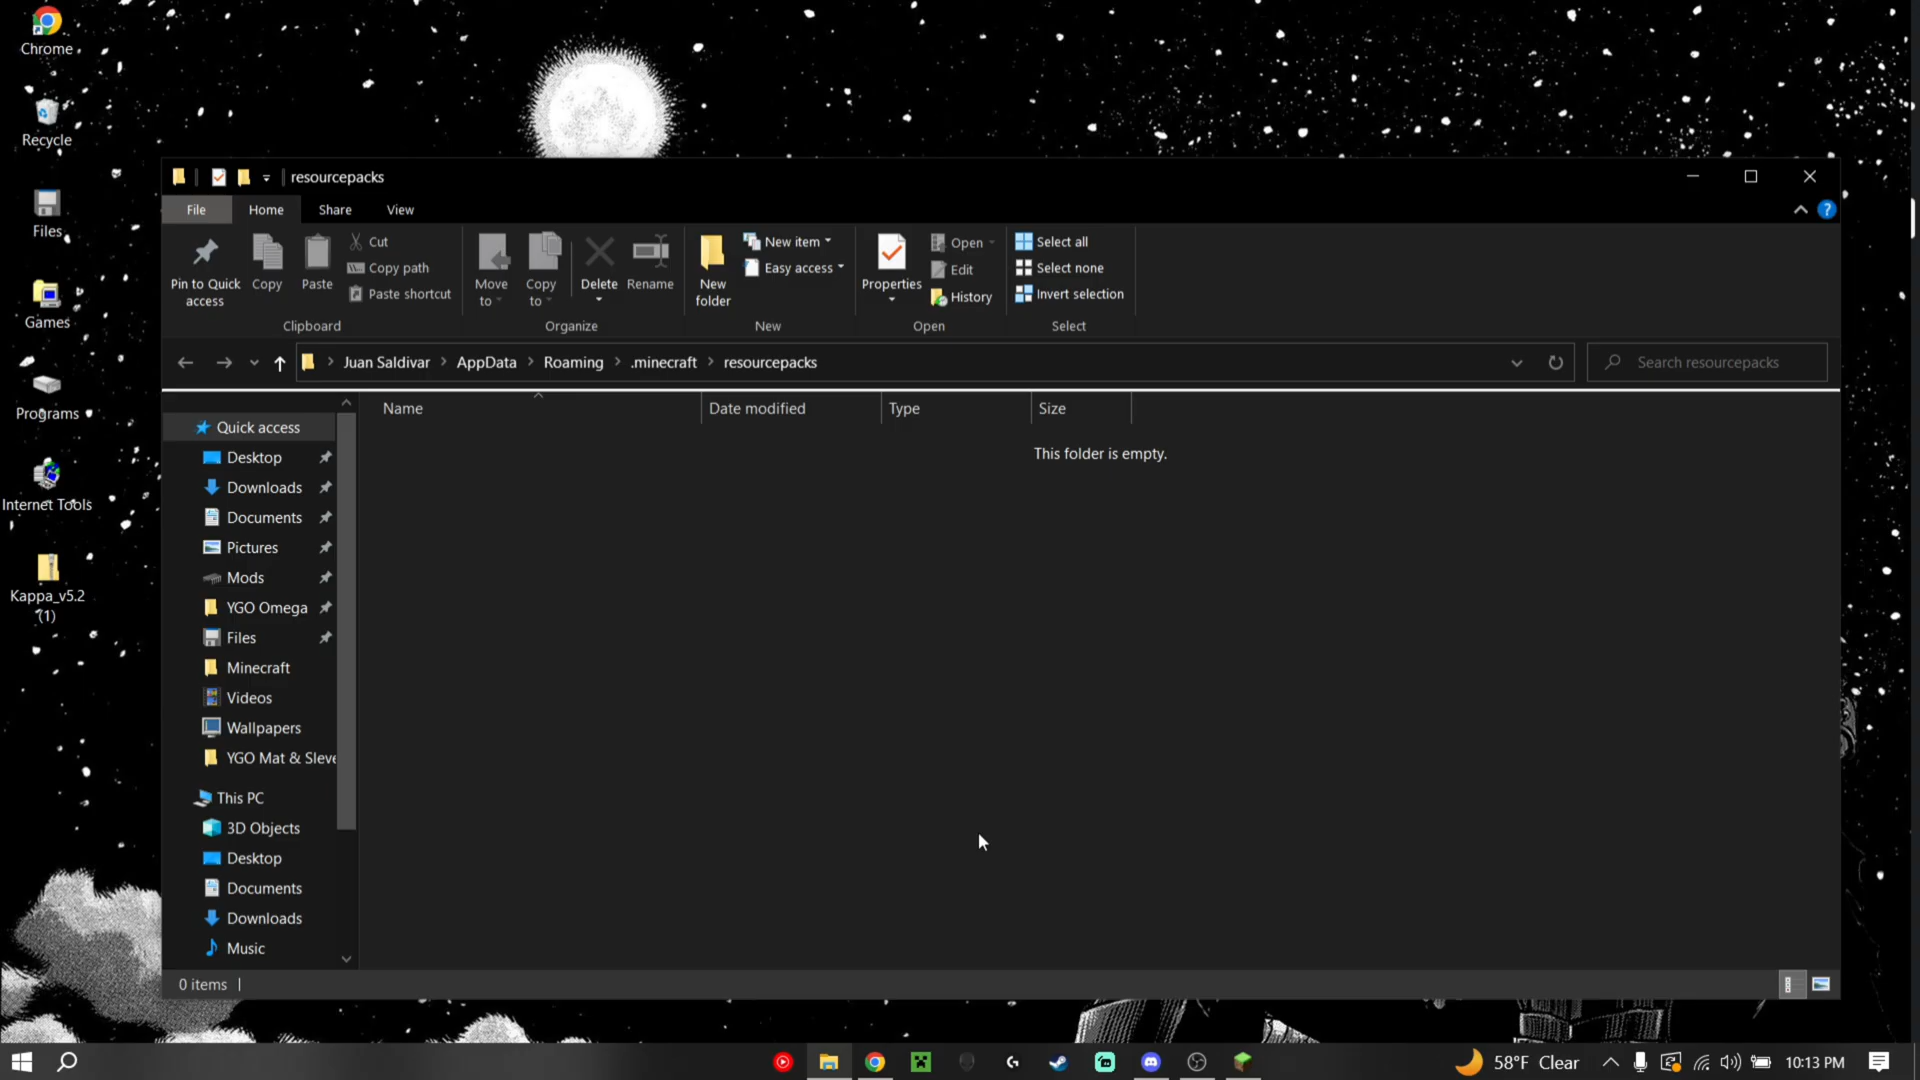 Chrome
Recycle
Files
Games
Programs
Internet Tools
Kappa_v5.2
(1)
resourcepacks
File
Home
Share
View
Pin to Quick
access
Copy
Paste
Cut
Copy path
Paste shortcut
Clipboard
Move
to
Copy
to
Delete
Rename
Organize
New
folder
New item
Easy access
New
Properties
Open
Edit
History
Open
Select all
Select none
Invert selection
Select
Juan Saldivar
AppData
Roaming
.minecraft
resourcepacks
Search resourcepacks
Name
Date modified
Type
Size
This folder is empty.
Quick access
Desktop
Downloads
Documents
Pictures
Mods
YGO Omega
Files
Minecraft
Videos
Wallpapers
YGO Mat & Sleve
This PC
3D Objects
Desktop
Documents
Downloads
Music
0 items
58°F Clear
10:13 PM